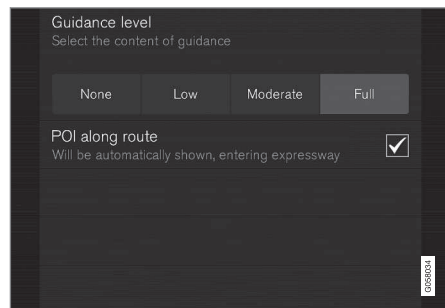 Guidance level
Select the content of guidance
None Low Moderate Full
POI along route
Will be automatically shown, entering expressway
G058034